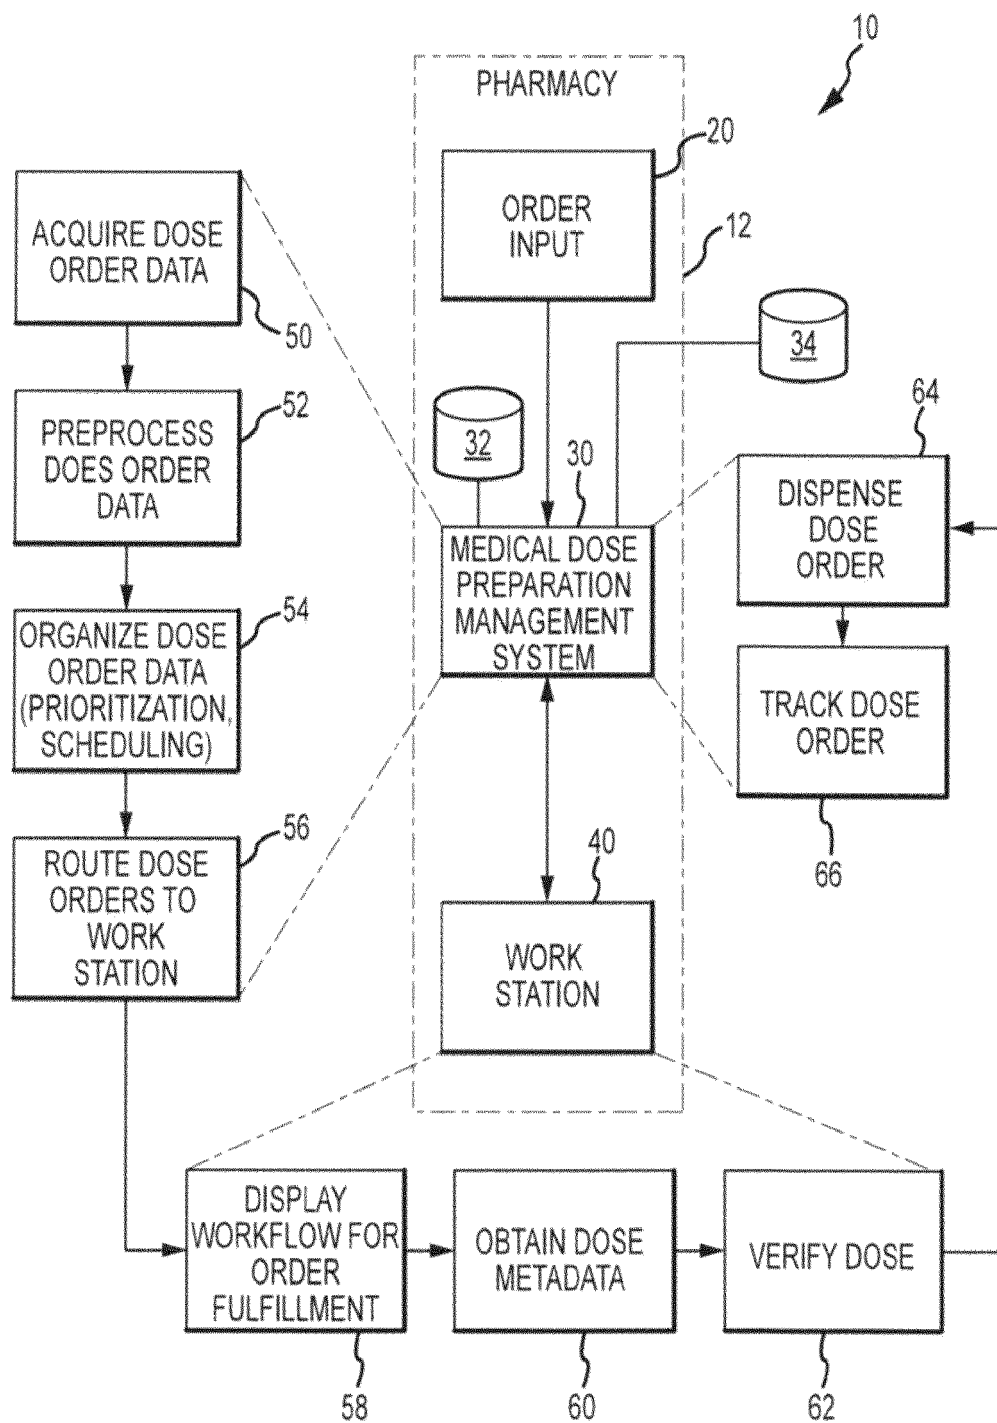 10
PHARMACY
20
ORDER
INPUT
12
ACQUIRE DOSE
ORDER DATA
50
34
32
52
PREPROCESS
DOES ORDER
DATA
30
MEDICAL DOSE
PREPARATION
MANAGEMENT
SYSTEM
64
DISPENSE
DOSE
ORDER
54
ORGANIZE DOSE
ORDER DATA
(PRIORITIZATION,
SCHEDULING)
TRACK DOSE
ORDER
66
56
ROUTE DOSE
ORDERS TO
WORK
STATION
40
WORK
STATION
DISPLAY
WORKFLOW FOR
ORDER
FULFILLMENT
58
OBTAIN DOSE
METADATA
60
VERIFY DOSE
62